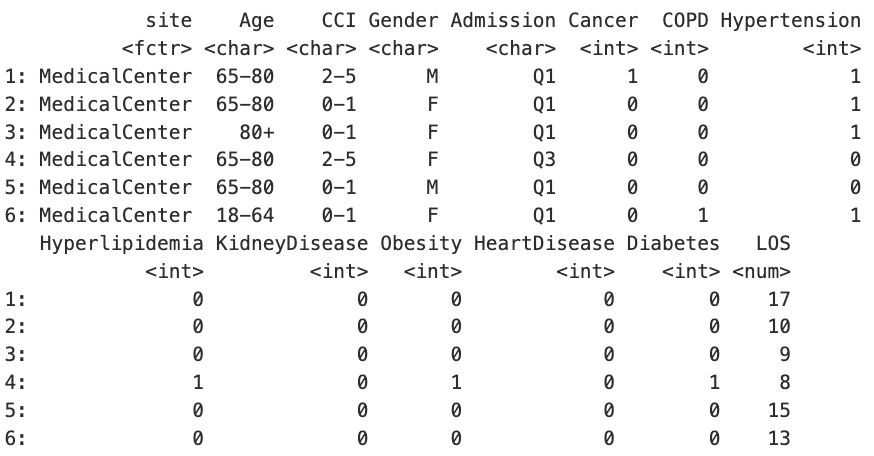 site Age CCI Gender Admission Cancer COPD Hypertension
<fctr> <char> <char> <char> <char> <int> <int> <int>
1: MedicalCenter 65-80 2-5 M Q1 1 0 1
2: MedicalCenter 65-80 0-1 F Q1 0 0 1
3: MedicalCenter 80+ 0-1 F Q1 0 0 1
4: MedicalCenter 65-80 2-5 F Q3 0 0 0
5: MedicalCenter 65-80 0-1 M Q1 0 0 0
6: MedicalCenter 18-64 0-1 F Q1 0 1 1
Hyperlipidemia KidneyDisease Obesity HeartDisease Diabetes LOS
<int> <int> <int> <int> <int> <num>
1: 0 0 0 0 0 17
2: 0 0 0 0 0 10
3: 0 0 0 0 0 9
4: 1 0 1 0 1 8
5: 0 0 0 0 0 15
6: 0 0 0 0 0 13